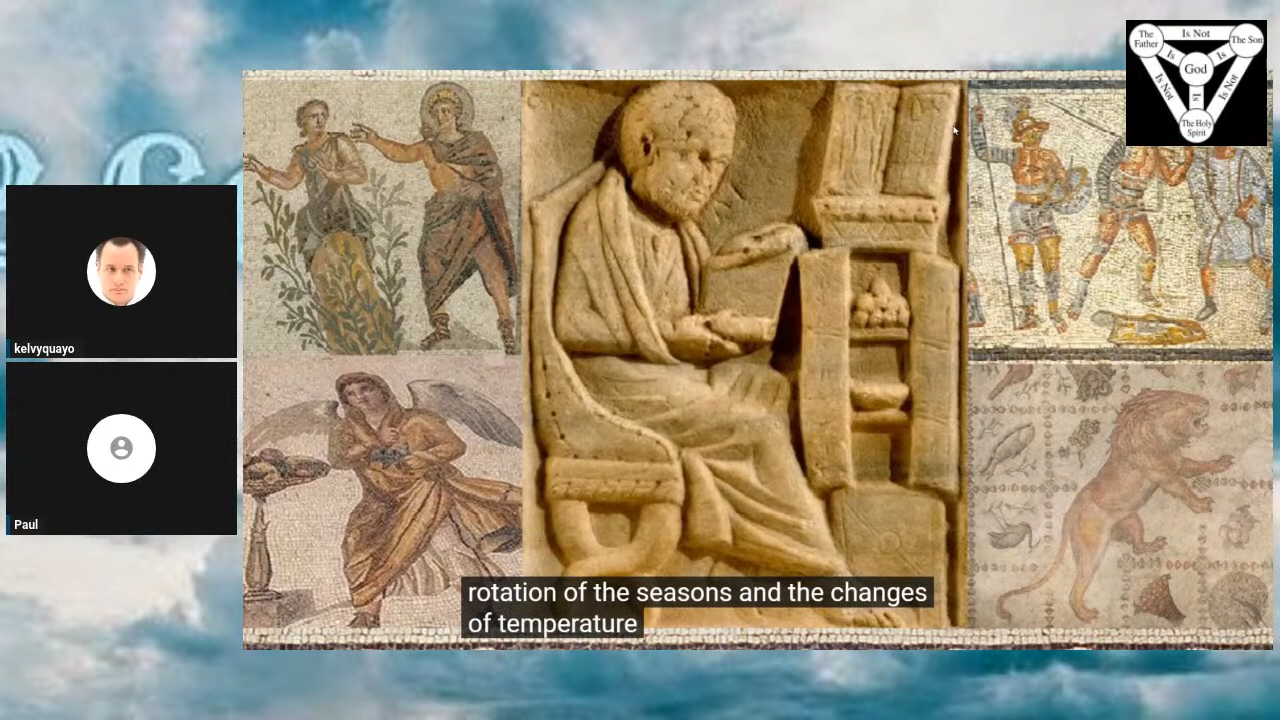 The
Father
Is Not
The Son
Is
Is
God
Is Not
Is
Is Not
The Holy
Spirit
kelvyquayo
Paul
rotation of the seasons and the changes
of temperature